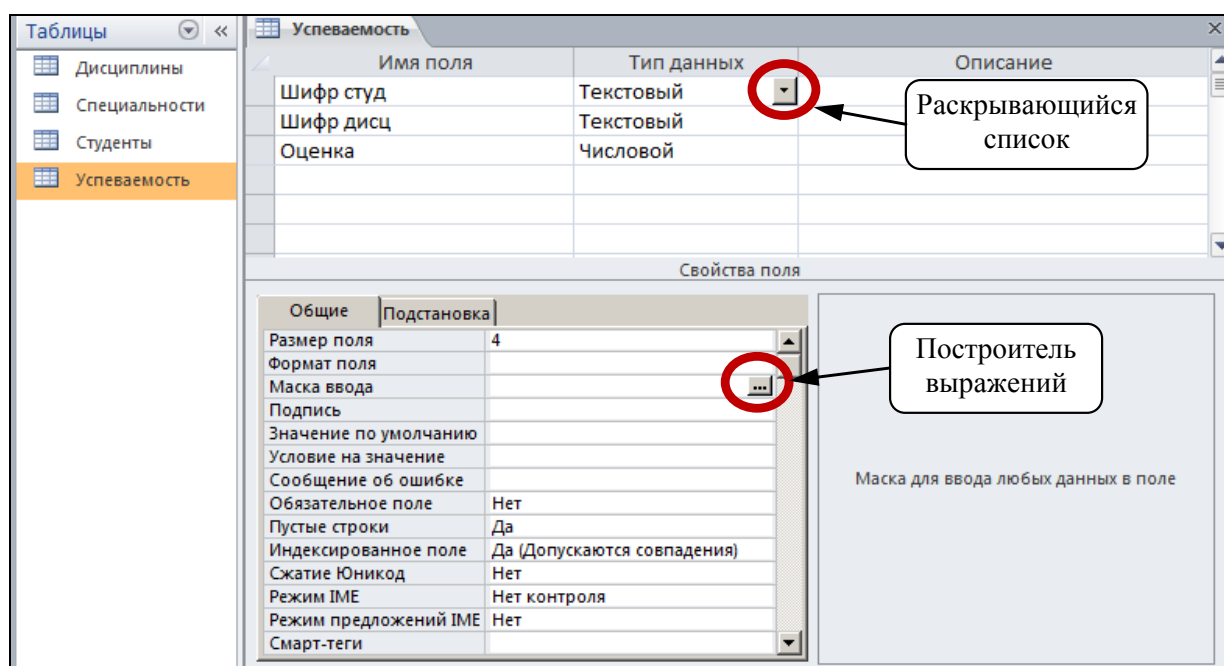 Таблицы
Дисциплины
Специальности
Студенты
Успеваемость
Успеваемость
Имя поля Тип данных Описание
Шифр студ Текстовый
Шифр дисц Текстовый
Оценка Числовой
Раскрывающийся
список
Свойства поля
Общие Подстановка
Размер поля 4
Формат поля
Маска ввода
Подпись
Значение по умолчанию
Условие на значение
Сообщение об ошибке
Обязательное поле Нет
Пустые строки Да
Индексированное поле Да (Допускаются совпадения)
Сжатие Юникод Нет
Режим IME Нет контроля
Режим предложений IME Нет
Смарт-теги
Построитель
выражений
Маска для ввода любых данных в поле